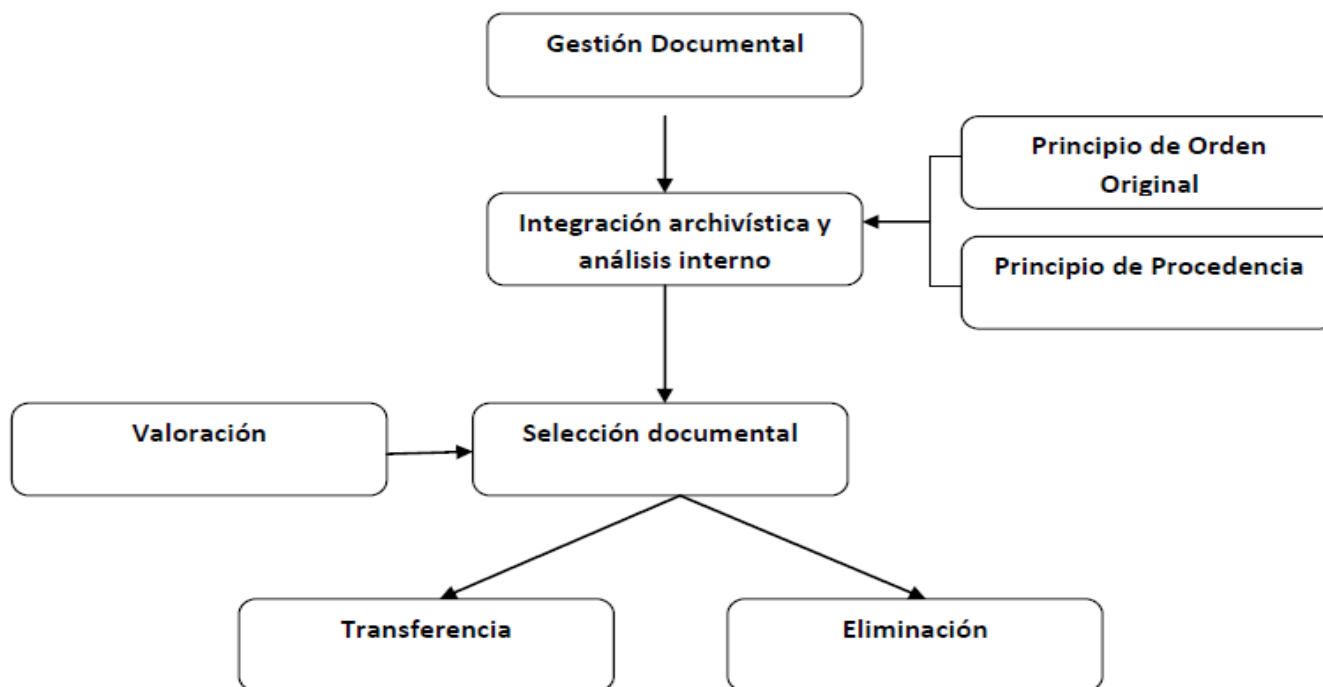 Gestión Documental
Principio de Orden
Original
Integración archivística y
análisis interno
Principio de Procedencia
Valoración
Selección documental
Transferencia
Eliminación